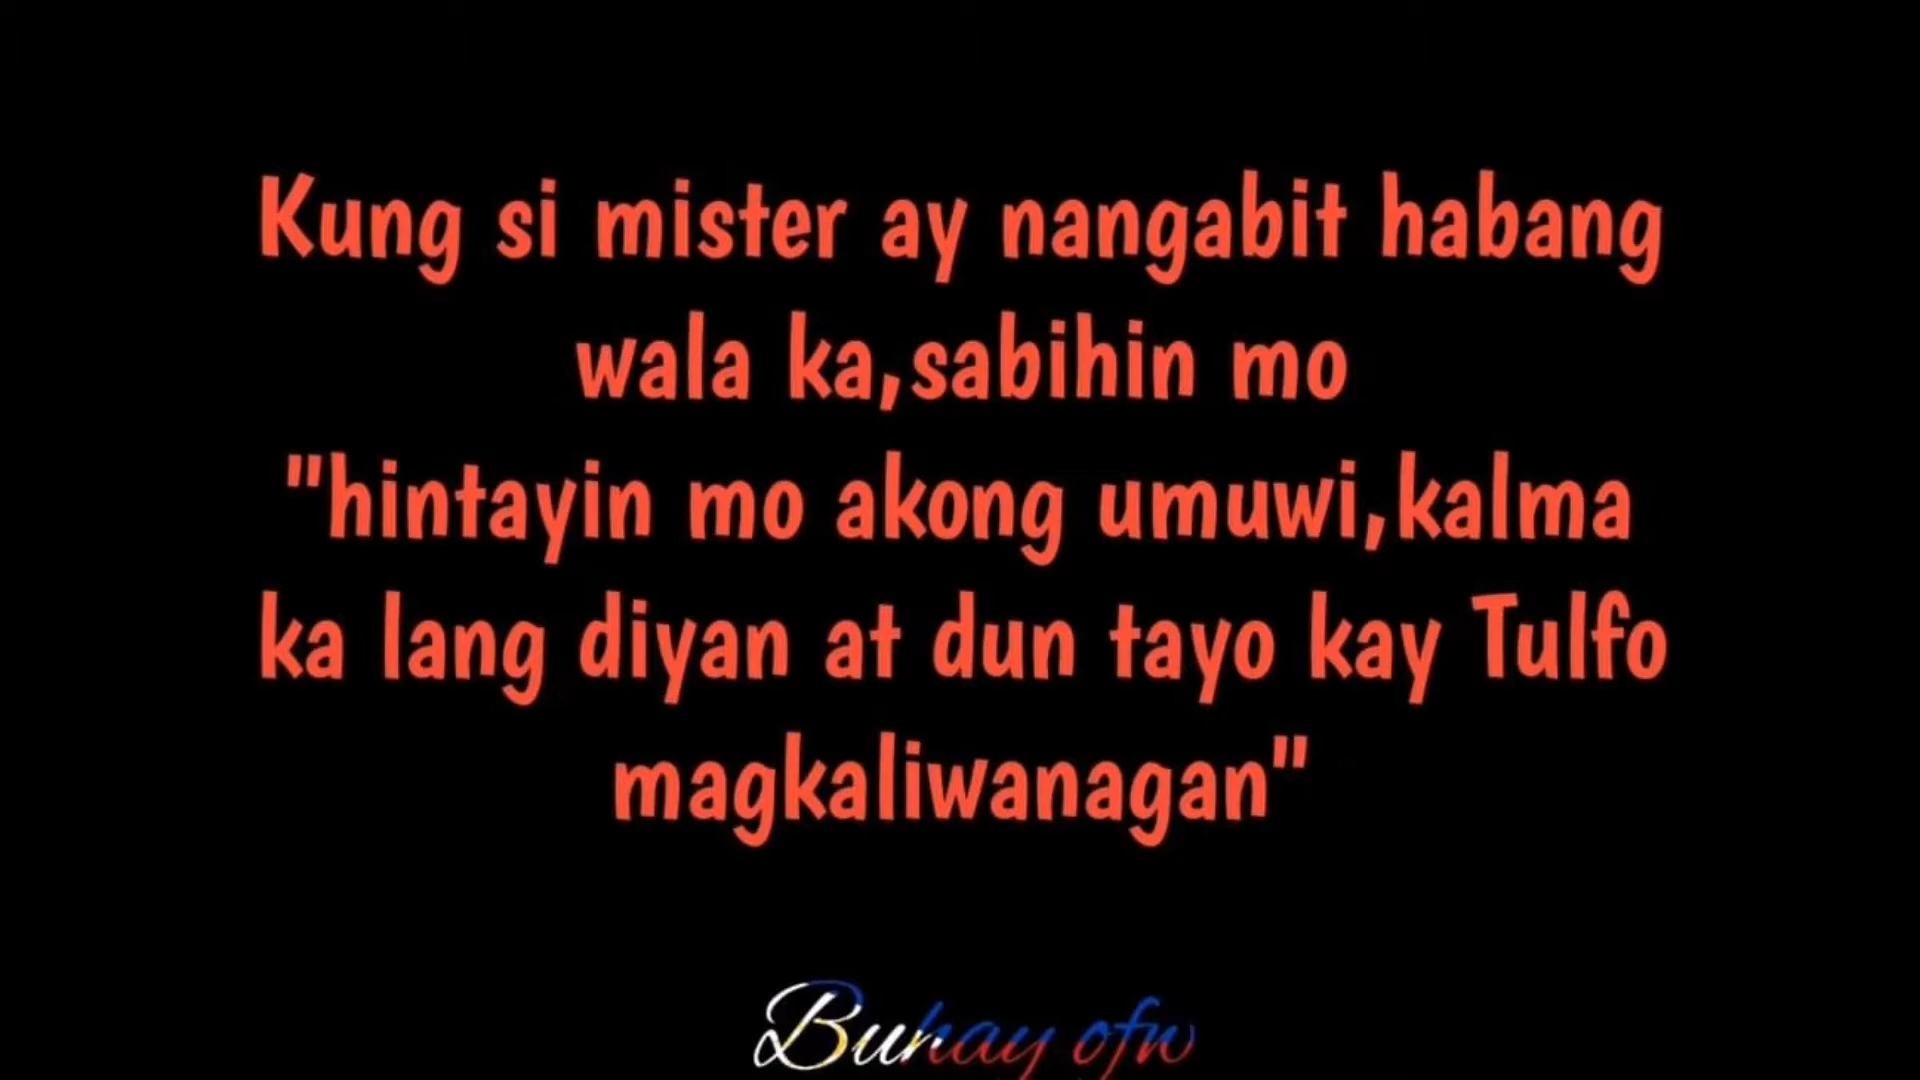 Kung si mister ay nangabit habang
wala ka,sabihin mo
"hintayin mo akong umuwi,kalma
ka lang diyan at dun tayo kay Tulfo
magkaliwanagan"
Buhay ofw